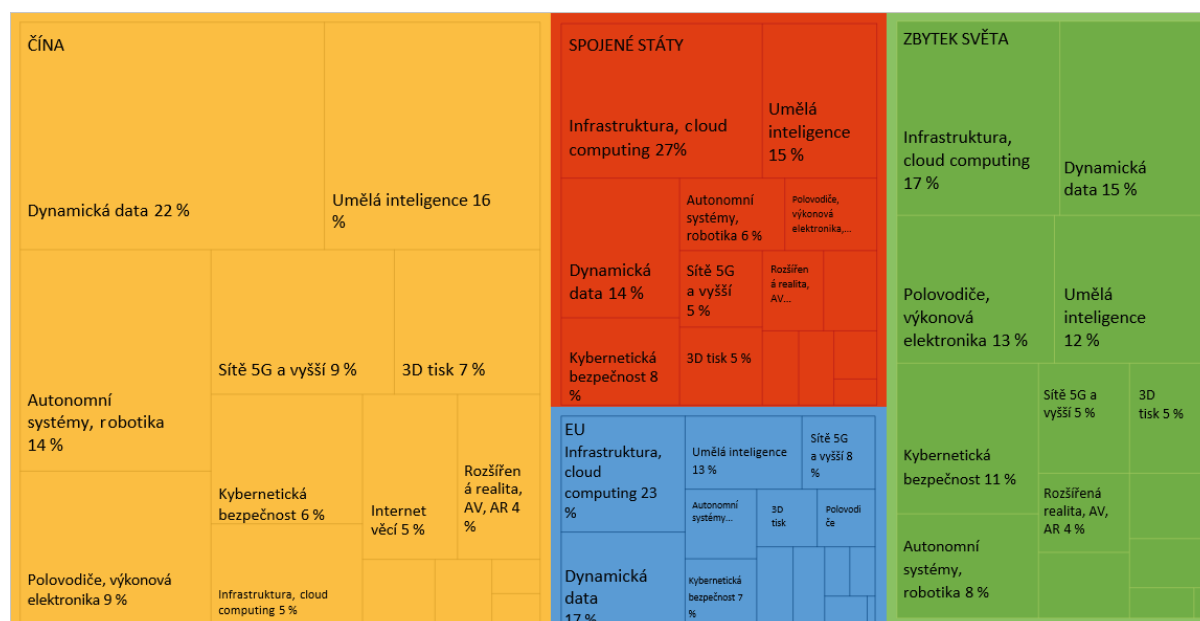 ČÍNA
Dynamická data 22 %
Umělá inteligence 16
%
Autonomní
systémy, robotika
14 %
Sítě 5G a vyšší 9 %
3D tisk 7 %
Polovodiče, výkonová
elektronika 9 %
Kybernetická
bezpečnost 6 %
Infrastruktura, cloud
computing 5 %
Internet
věcí 5 %
Rozšířen
á realita,
AV, AR 4
%
SPOJENÉ STÁTY
Infrastruktura, cloud
computing 27%
Umělá
inteligence
15 %
Dynamická
data 14 %
Autonomní
systémy,
robotika 6 %
Polovodiče,
výkonová
elektronika,...
Sítě 5G
a vyšší
5 %
Rozšířen
á realita,
AV...
Kybernetická
bezpečnost 8
%
3D tisk 5 %
EU
Infrastruktura,
cloud
computing 23
%
Umělá inteligence
13 %
Sítě 5G
a vyšší 8
%
Autonomní
systémy...
3D
tisk
Polovodi
če
Dynamická
data
17 %
Kybernetická
bezpečnost 7
%
ZBYTEK SVĚTA
Infrastruktura,
cloud computing
17 %
Dynamická
data 15 %
Polovodiče,
výkonová
elektronika 13 %
Umělá
inteligence
12 %
Kybernetická
bezpečnost 11 %
Sítě 5G a
vyšší 5 %
3D
tisk 5 %
Rozšířená
realita, AV,
AR 4 %
Autonomní
systémy,
robotika 8 %